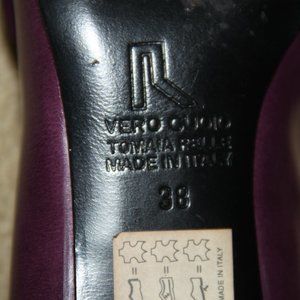 VERO CUOIO
TOMAIA PELLE
MADE IN ITALY
38
MADE IN ITALY